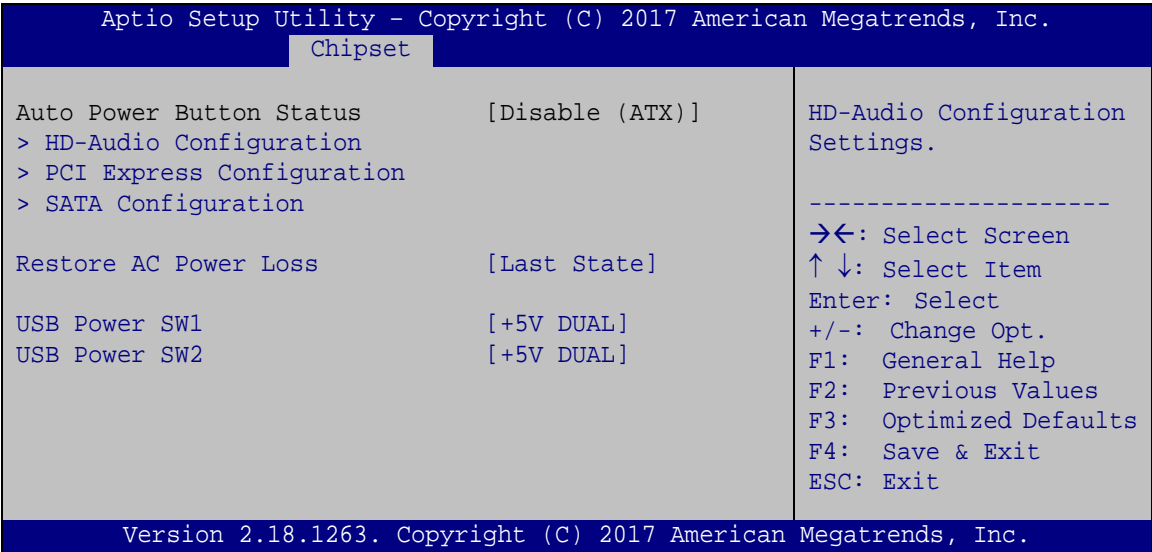 Aptio Setup Utility – Copyright (C) 2017 American Megatrends, Inc.
Chipset
Auto Power Button Status [Disable (ATX)]
> HD-Audio Configuration
> PCI Express Configuration
> SATA Configuration
Restore AC Power Loss [Last State]
USB Power SW1 [+5V DUAL]
USB Power SW2 [+5V DUAL]
HD-Audio Configuration
Settings.
---------------------
→←: Select Screen
↑ ↓: Select Item
Enter: Select
+/-: Change Opt.
F1: General Help
F2: Previous Values
F3: Optimized Defaults
F4: Save & Exit
ESC: Exit
Version 2.18.1263. Copyright (C) 2017 American Megatrends, Inc.